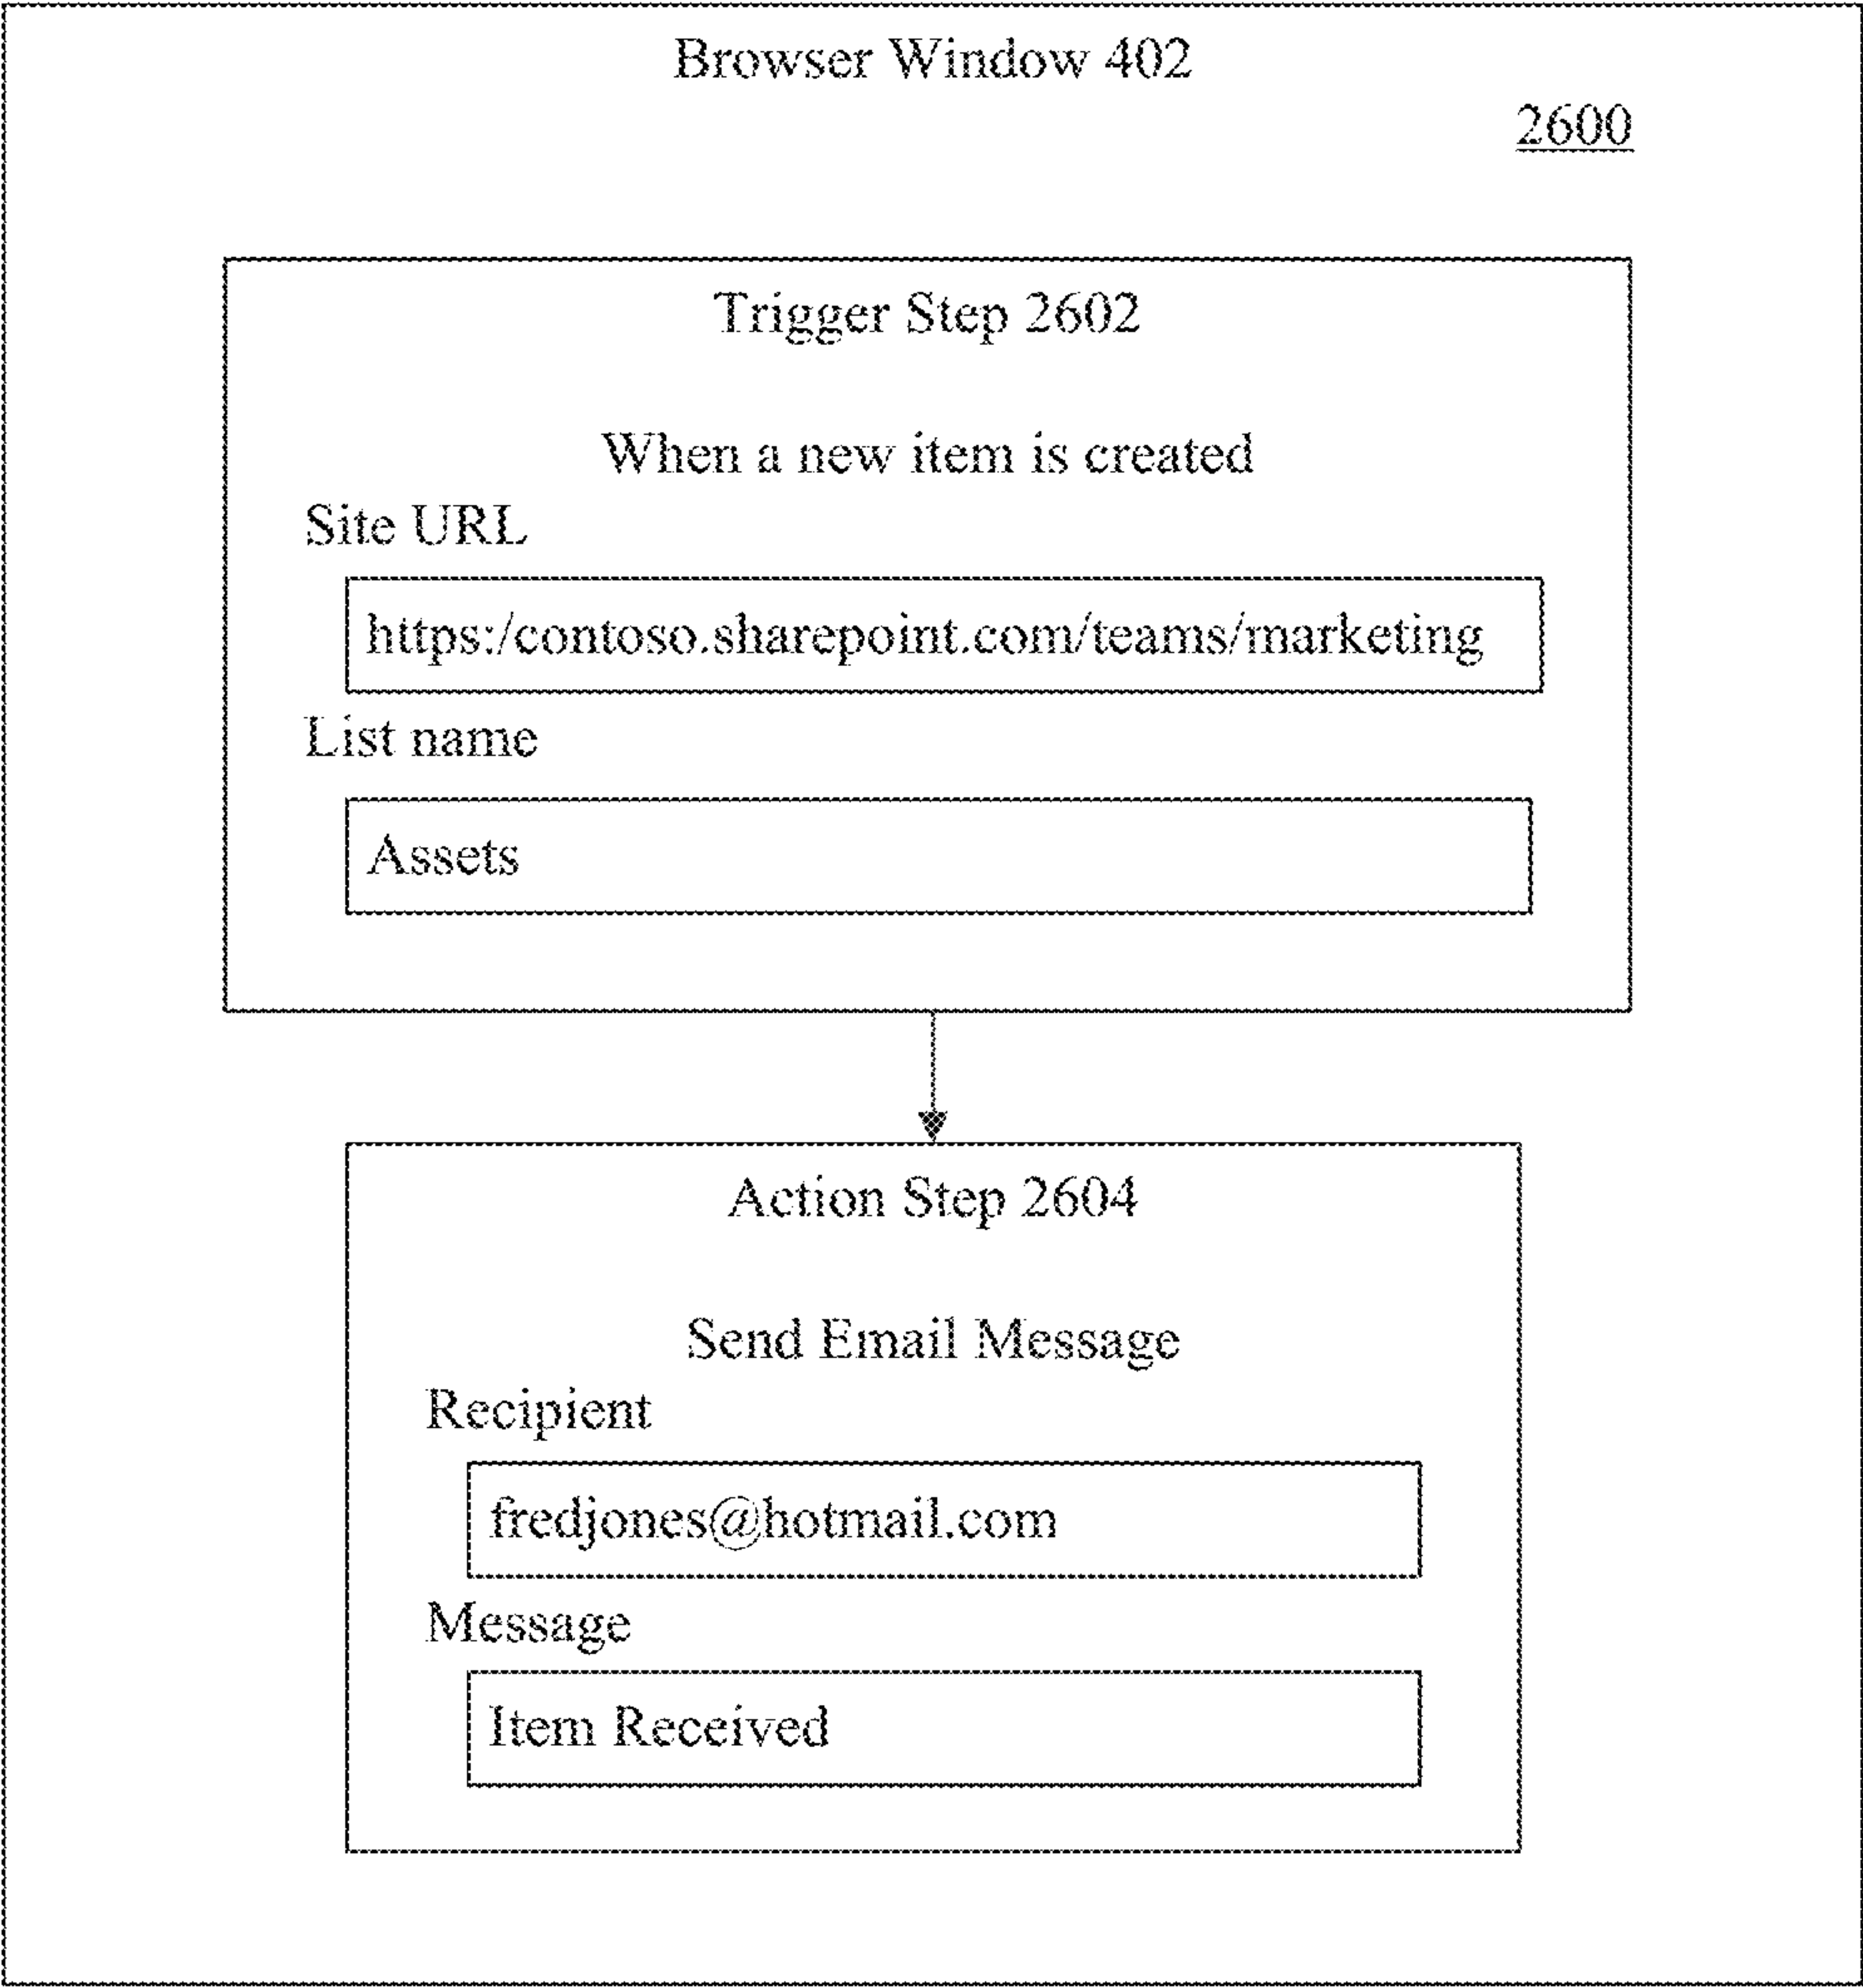 Browser Window 402
2600
Trigger Step 2602
When a new item is created
Site URL
https:/contoso.sharepoint.com/teams/marketing
List name
Assets
Action Step 2604
Send Email Message
Recipient
fredjones@hotmail.com
Message
Item Received